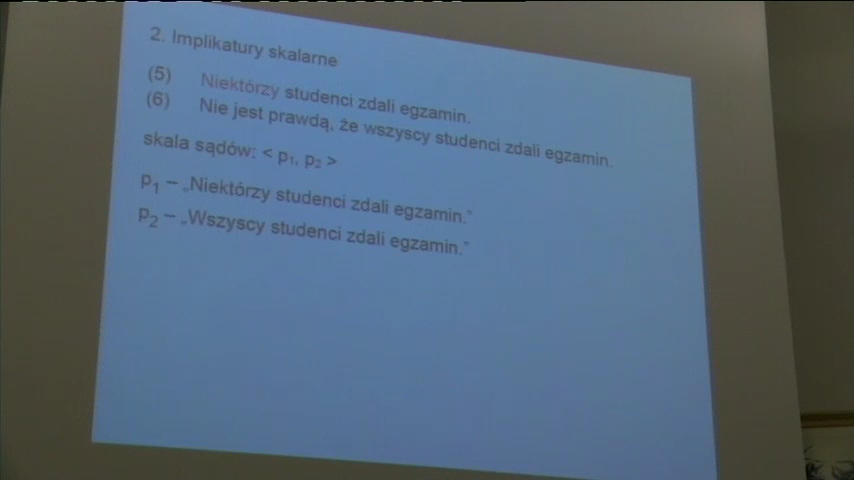 2. Implikatury skalarne
(5) Niektórzy studenci zdali egzamin.
(6) Nie jest prawdą, że wszyscy studenci zdali egzamin.
skala sądów: < p₁, p₂ >
p₁ – „Niektórzy studenci zdali egzamin.”
p₂ – „Wszyscy studenci zdali egzamin.”